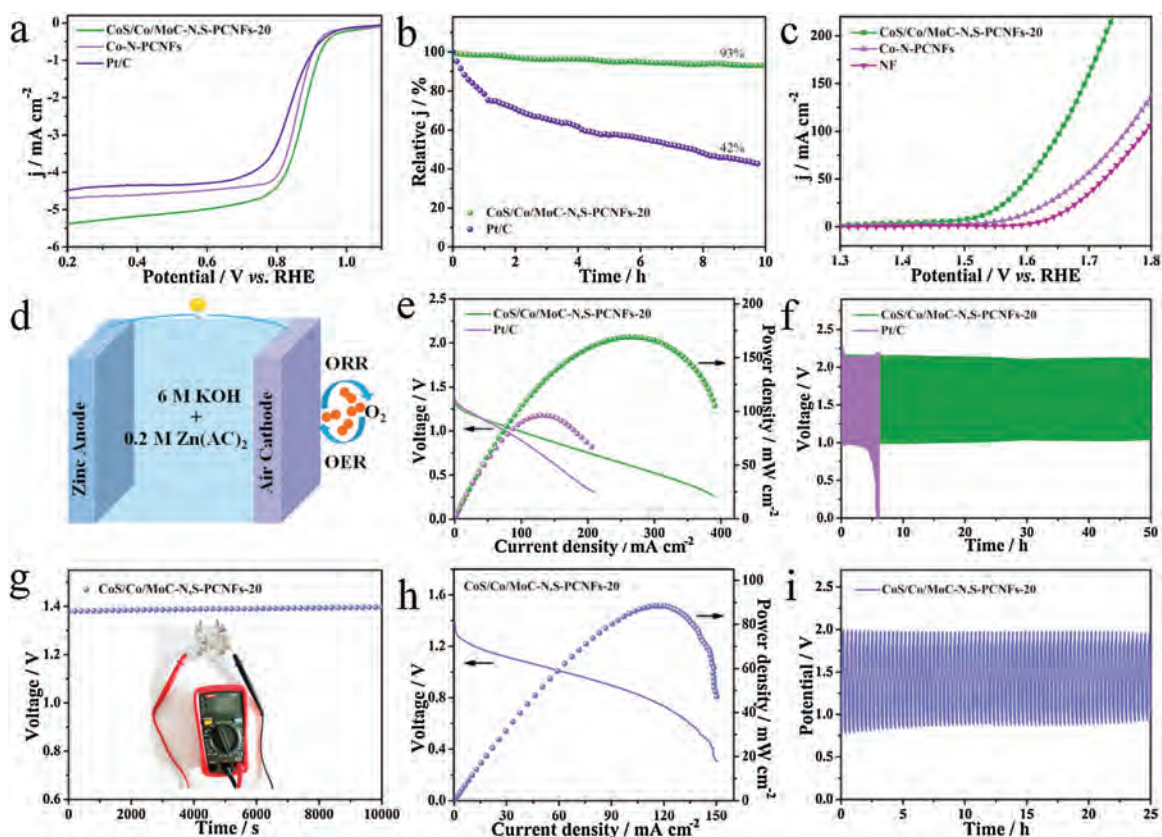 a
CoS/Co/MoC-N,S-PCNFs-20
Co-N-PCNFs
Pt/C
j / mA cm⁻²
0
-1
-2
-3
-4
-5
-6
0.2 0.4 0.6 0.8 1.0
Potential / V vs. RHE
b
93%
42%
CoS/Co/MoC-N,S-PCNFs-20
Pt/C
Relative j / %
100
80
60
40
20
0
0 2 4 6 8 10
Time / h
c
CoS/Co/MoC-N,S-PCNFs-20
Co-N-PCNFs
NF
j / mA cm⁻²
200
150
100
50
0
1.3 1.4 1.5 1.6 1.7 1.8
Potential / V vs. RHE
d
Zinc Anode
6 M KOH
+
0.2 M Zn(AC)₂
Air Cathode
ORR
O₂
OER
e
CoS/Co/MoC-N,S-PCNFs-20
Pt/C
Voltage / V
2.5
2.0
1.5
1.0
0.5
0.0
0 100 200 300 400
Current density / mA cm⁻²
Power density / mW cm⁻²
200
150
100
50
0
f
CoS/Co/MoC-N,S-PCNFs-20
Pt/C
Voltage / V
2.5
2.0
1.5
1.0
0.5
0.0
0 10 20 30 40 50
Time / h
g
CoS/Co/MoC-N,S-PCNFs-20
Voltage / V
1.4
1.2
1.0
0.8
0.6
0 2000 4000 6000 8000 10000
Time / s
h
CoS/Co/MoC-N,S-PCNFs-20
Voltage / V
1.6
1.2
0.8
0.4
0.0
0 30 60 90 120 150
Current density / mA cm⁻²
Power density / mW cm⁻²
100
80
60
40
20
0
i
CoS/Co/MoC-N,S-PCNFs-20
Potential / V
2.5
2.0
1.5
1.0
0.5
0.0
0 5 10 15 20 25
Time / h